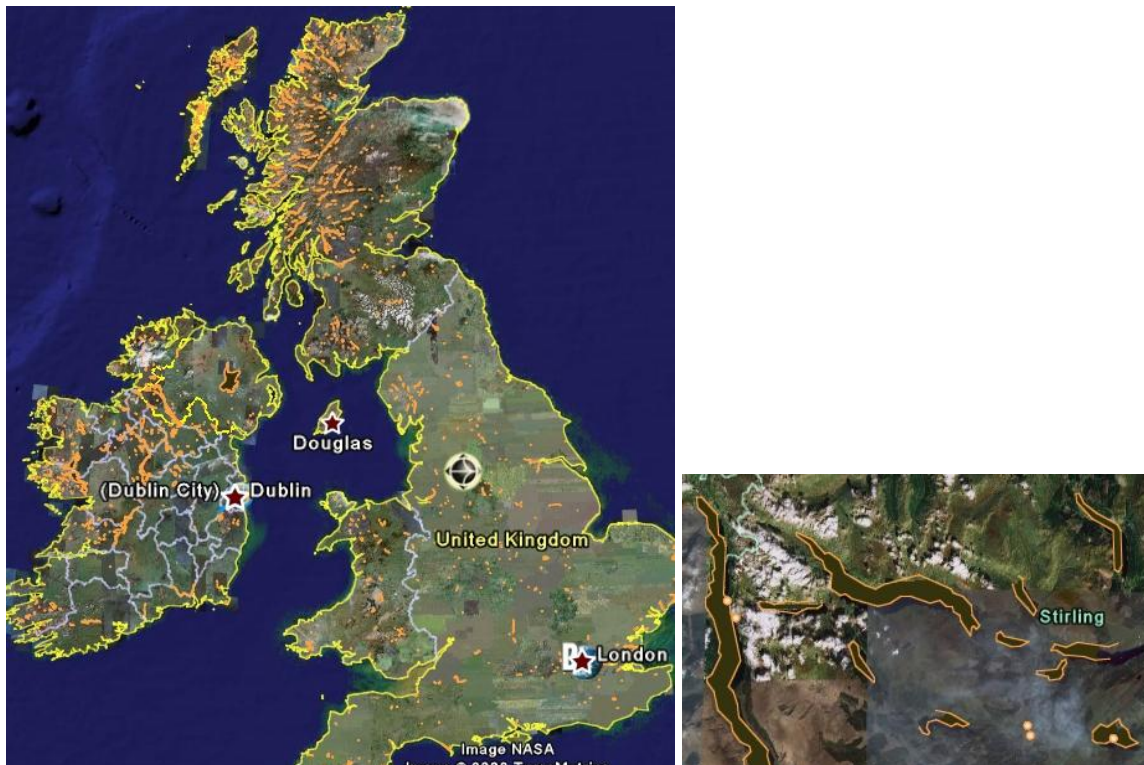 Douglas
(Dublin City) Dublin
United Kingdom
London
Image NASA
Stirling